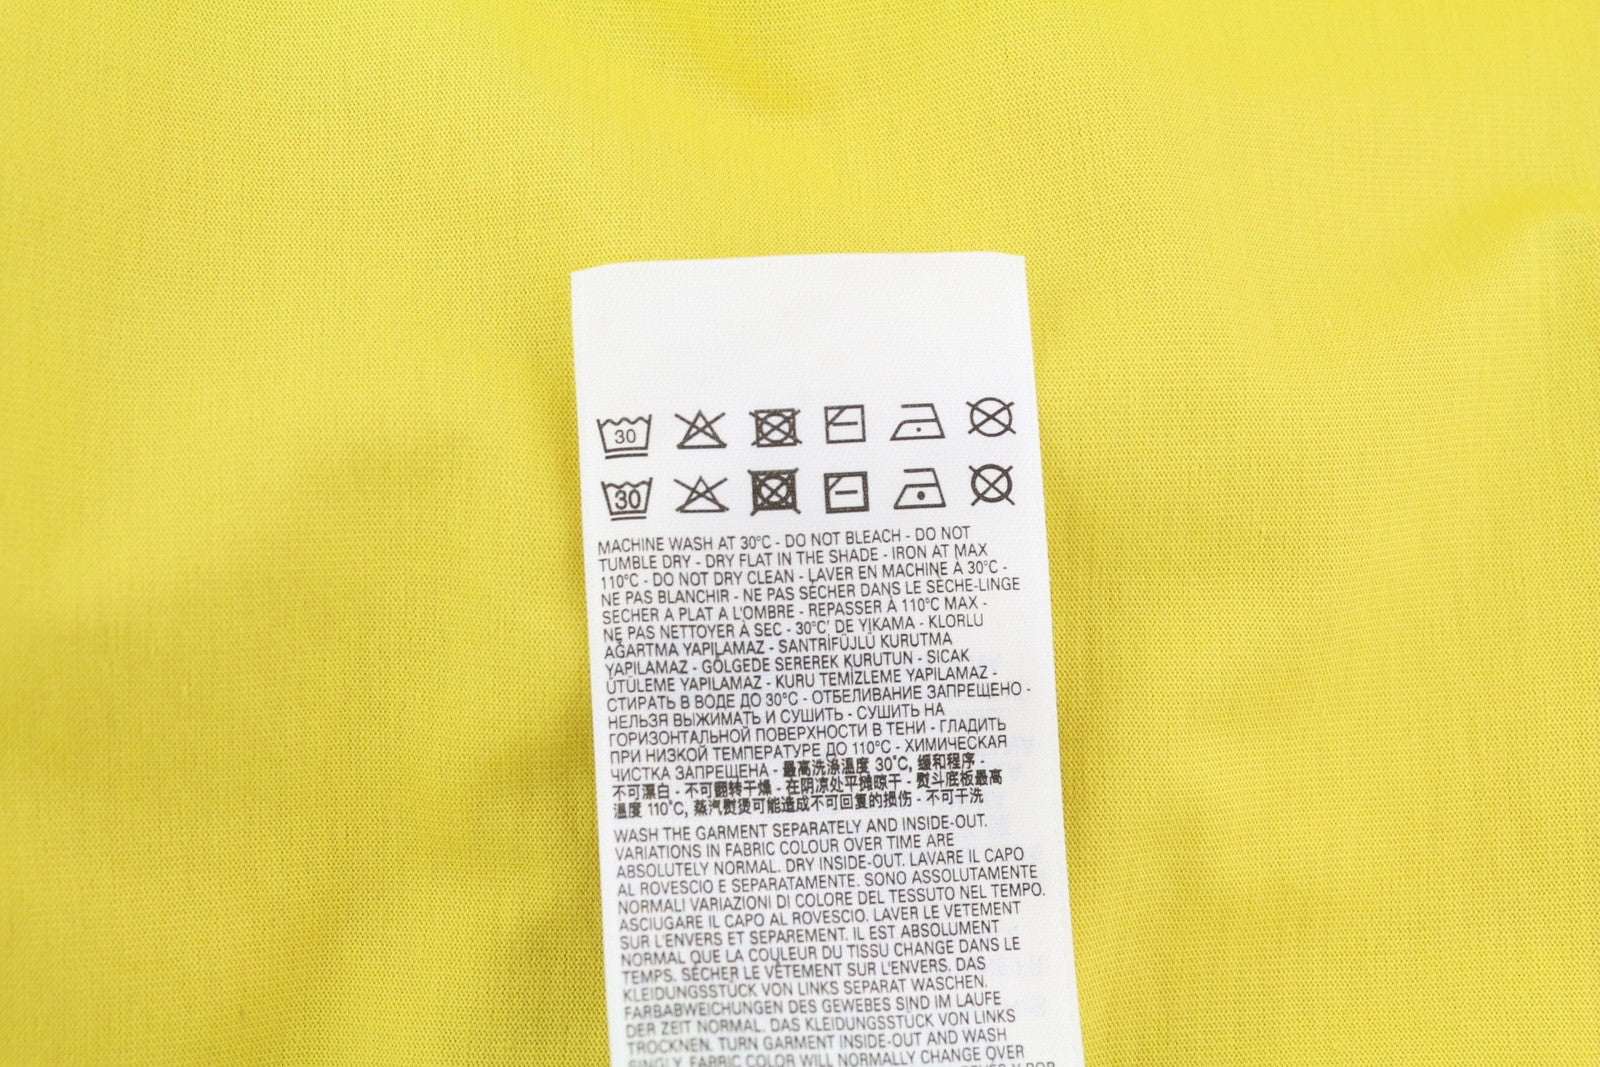 30
30
MACHINE WASH AT 30°C - DO NOT BLEACH - DO NOT
TUMBLE DRY - DRY FLAT IN THE SHADE - IRON AT MAX
110°C - DO NOT DRY CLEAN - LAVER EN MACHINE À 30°C -
NE PAS BLANCHIR - NE PAS SÉCHER DANS LE SÈCHE-LINGE
SECHER A PLAT A L'OMBRE - REPASSER À 110°C MAX -
NE PAS NETTOYER À SEC - 30°C' DE YIKAMA - KLORLU
AĞARTMA YAPILAMAZ - SANTRİFÜJLÜ KURUTMA
YAPILAMAZ - GÖLGEDE SEREREK KURUTUN - SICAK
ÜTÜLEME YAPILAMAZ - KURU TEMİZLEME YAPILAMAZ -
СТИРАТЬ В ВОДЕ ДО 30°C - ОТБЕЛИВАНИЕ ЗАПРЕЩЕНО -
НЕЛЬЗЯ ВЫЖИМАТЬ И СУШИТЬ - СУШИТЬ НА
ГОРИЗОНТАЛЬНОЙ ПОВЕРХНОСТИ В ТЕНИ - ГЛАДИТЬ
ПРИ НИЗКОЙ ТЕМПЕРАТУРЕ ДО 110°C - ХИМИЧЕСКАЯ
ЧИСТКА ЗАПРЕЩЕНА - 最高洗涤温度 30°C, 缓和程序 -
不可漂白 - 不可翻转干燥 - 在阴凉处平摊晾干 - 熨斗底板最高
温度 110°C, 蒸汽熨烫可能造成不可回复的损伤 - 不可干洗
WASH THE GARMENT SEPARATELY AND INSIDE-OUT.
VARIATIONS IN FABRIC COLOUR OVER TIME ARE
ABSOLUTELY NORMAL. DRY INSIDE-OUT. LAVARE IL CAPO
AL ROVESCIO E SEPARATAMENTE. SONO ASSOLUTAMENTE
NORMALI VARIAZIONI DI COLORE DEL TESSUTO NEL TEMPO.
ASCIUGARE IL CAPO AL ROVESCIO. LAVER LE VETEMENT
SUR L'ENVERS ET SEPAREMENT. IL EST ABSOLUMENT
NORMAL QUE LA COULEUR DU TISSU CHANGE DANS LE
TEMPS. SÉCHER LE VÊTEMENT SUR L'ENVERS. DAS
KLEIDUNGSSTÜCK VON LINKS SEPARAT WASCHEN.
FARBABWEICHUNGEN DES GEWEBES SIND IM LAUFE
DER ZEIT NORMAL. DAS KLEIDUNGSSTÜCK VON LINKS
TROCKNEN. TURN GARMENT INSIDE-OUT AND WASH
SINGLY. FABRIC COLOR WILL NORMALLY CHANGE OVER